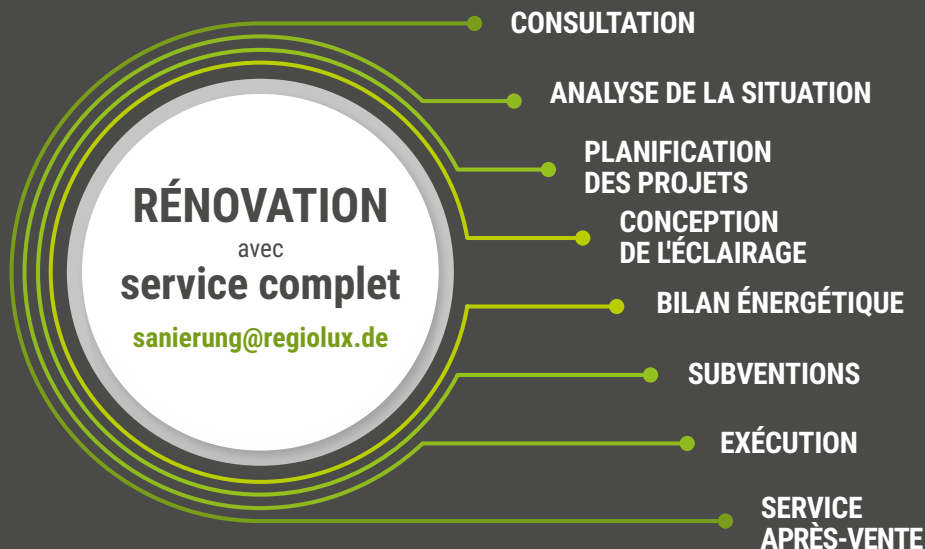 RÉNOVATION
avec
service complet
sanierung@regiolux.de
CONSULTATION
ANALYSE DE LA SITUATION
PLANIFICATION
DES PROJETS
CONCEPTION
DE L'ÉCLAIRAGE
BILAN ÉNERGÉTIQUE
SUBVENTIONS
EXÉCUTION
SERVICE
APRÈS-VENTE